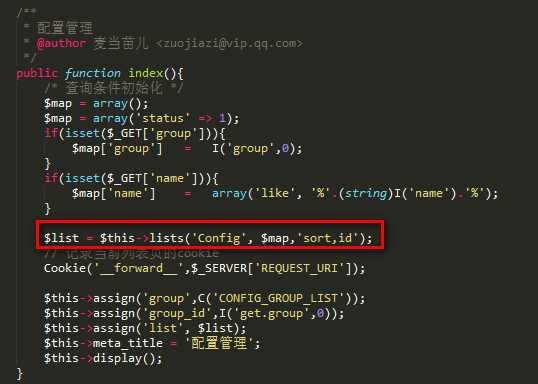 /**
 * 配置管理
 * @author 麦当苗儿 <zuojiazi@vip.qq.com>
 */
public function index(){
    /* 查询条件初始化 */
    $map = array();
    $map = array('status' => 1);
    if(isset($_GET['group'])){
        $map['group']   =   I('group',0);
    }
    if(isset($_GET['name'])){
        $map['name']    =   array('like', '%'.(string)I('name').'%');
    }
    $list = $this->lists('Config', $map,'sort,id');
    // 记录当前列表页的cookie
    Cookie('__forward__',$_SERVER['REQUEST_URI']);
    $this->assign('group',C('CONFIG_GROUP_LIST'));
    $this->assign('group_id',I('get.group',0));
    $this->assign('list', $list);
    $this->meta_title = '配置管理';
    $this->display();
}